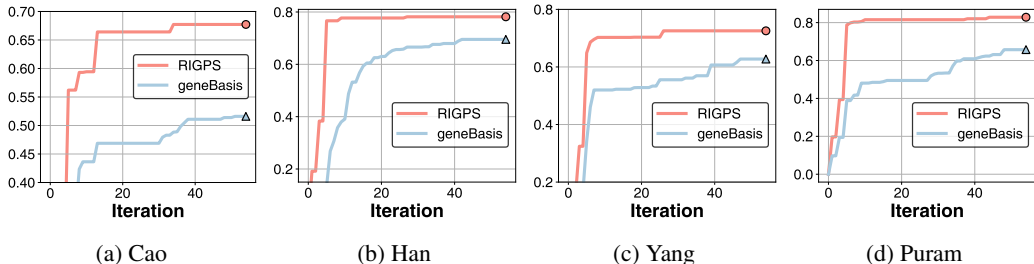 0.70
0.65
0.60
0.55
0.50
0.45
0.40
0 20 40
Iteration
RIGPS
geneBasis
(a) Cao
0.8
0.6
0.4
0.2
0 20 40
Iteration
RIGPS
geneBasis
(b) Han
0.8
0.6
0.4
0.2
0 20 40
Iteration
RIGPS
geneBasis
(c) Yang
0.8
0.6
0.4
0.2
0.0
0 20 40
Iteration
RIGPS
geneBasis
(d) Puram